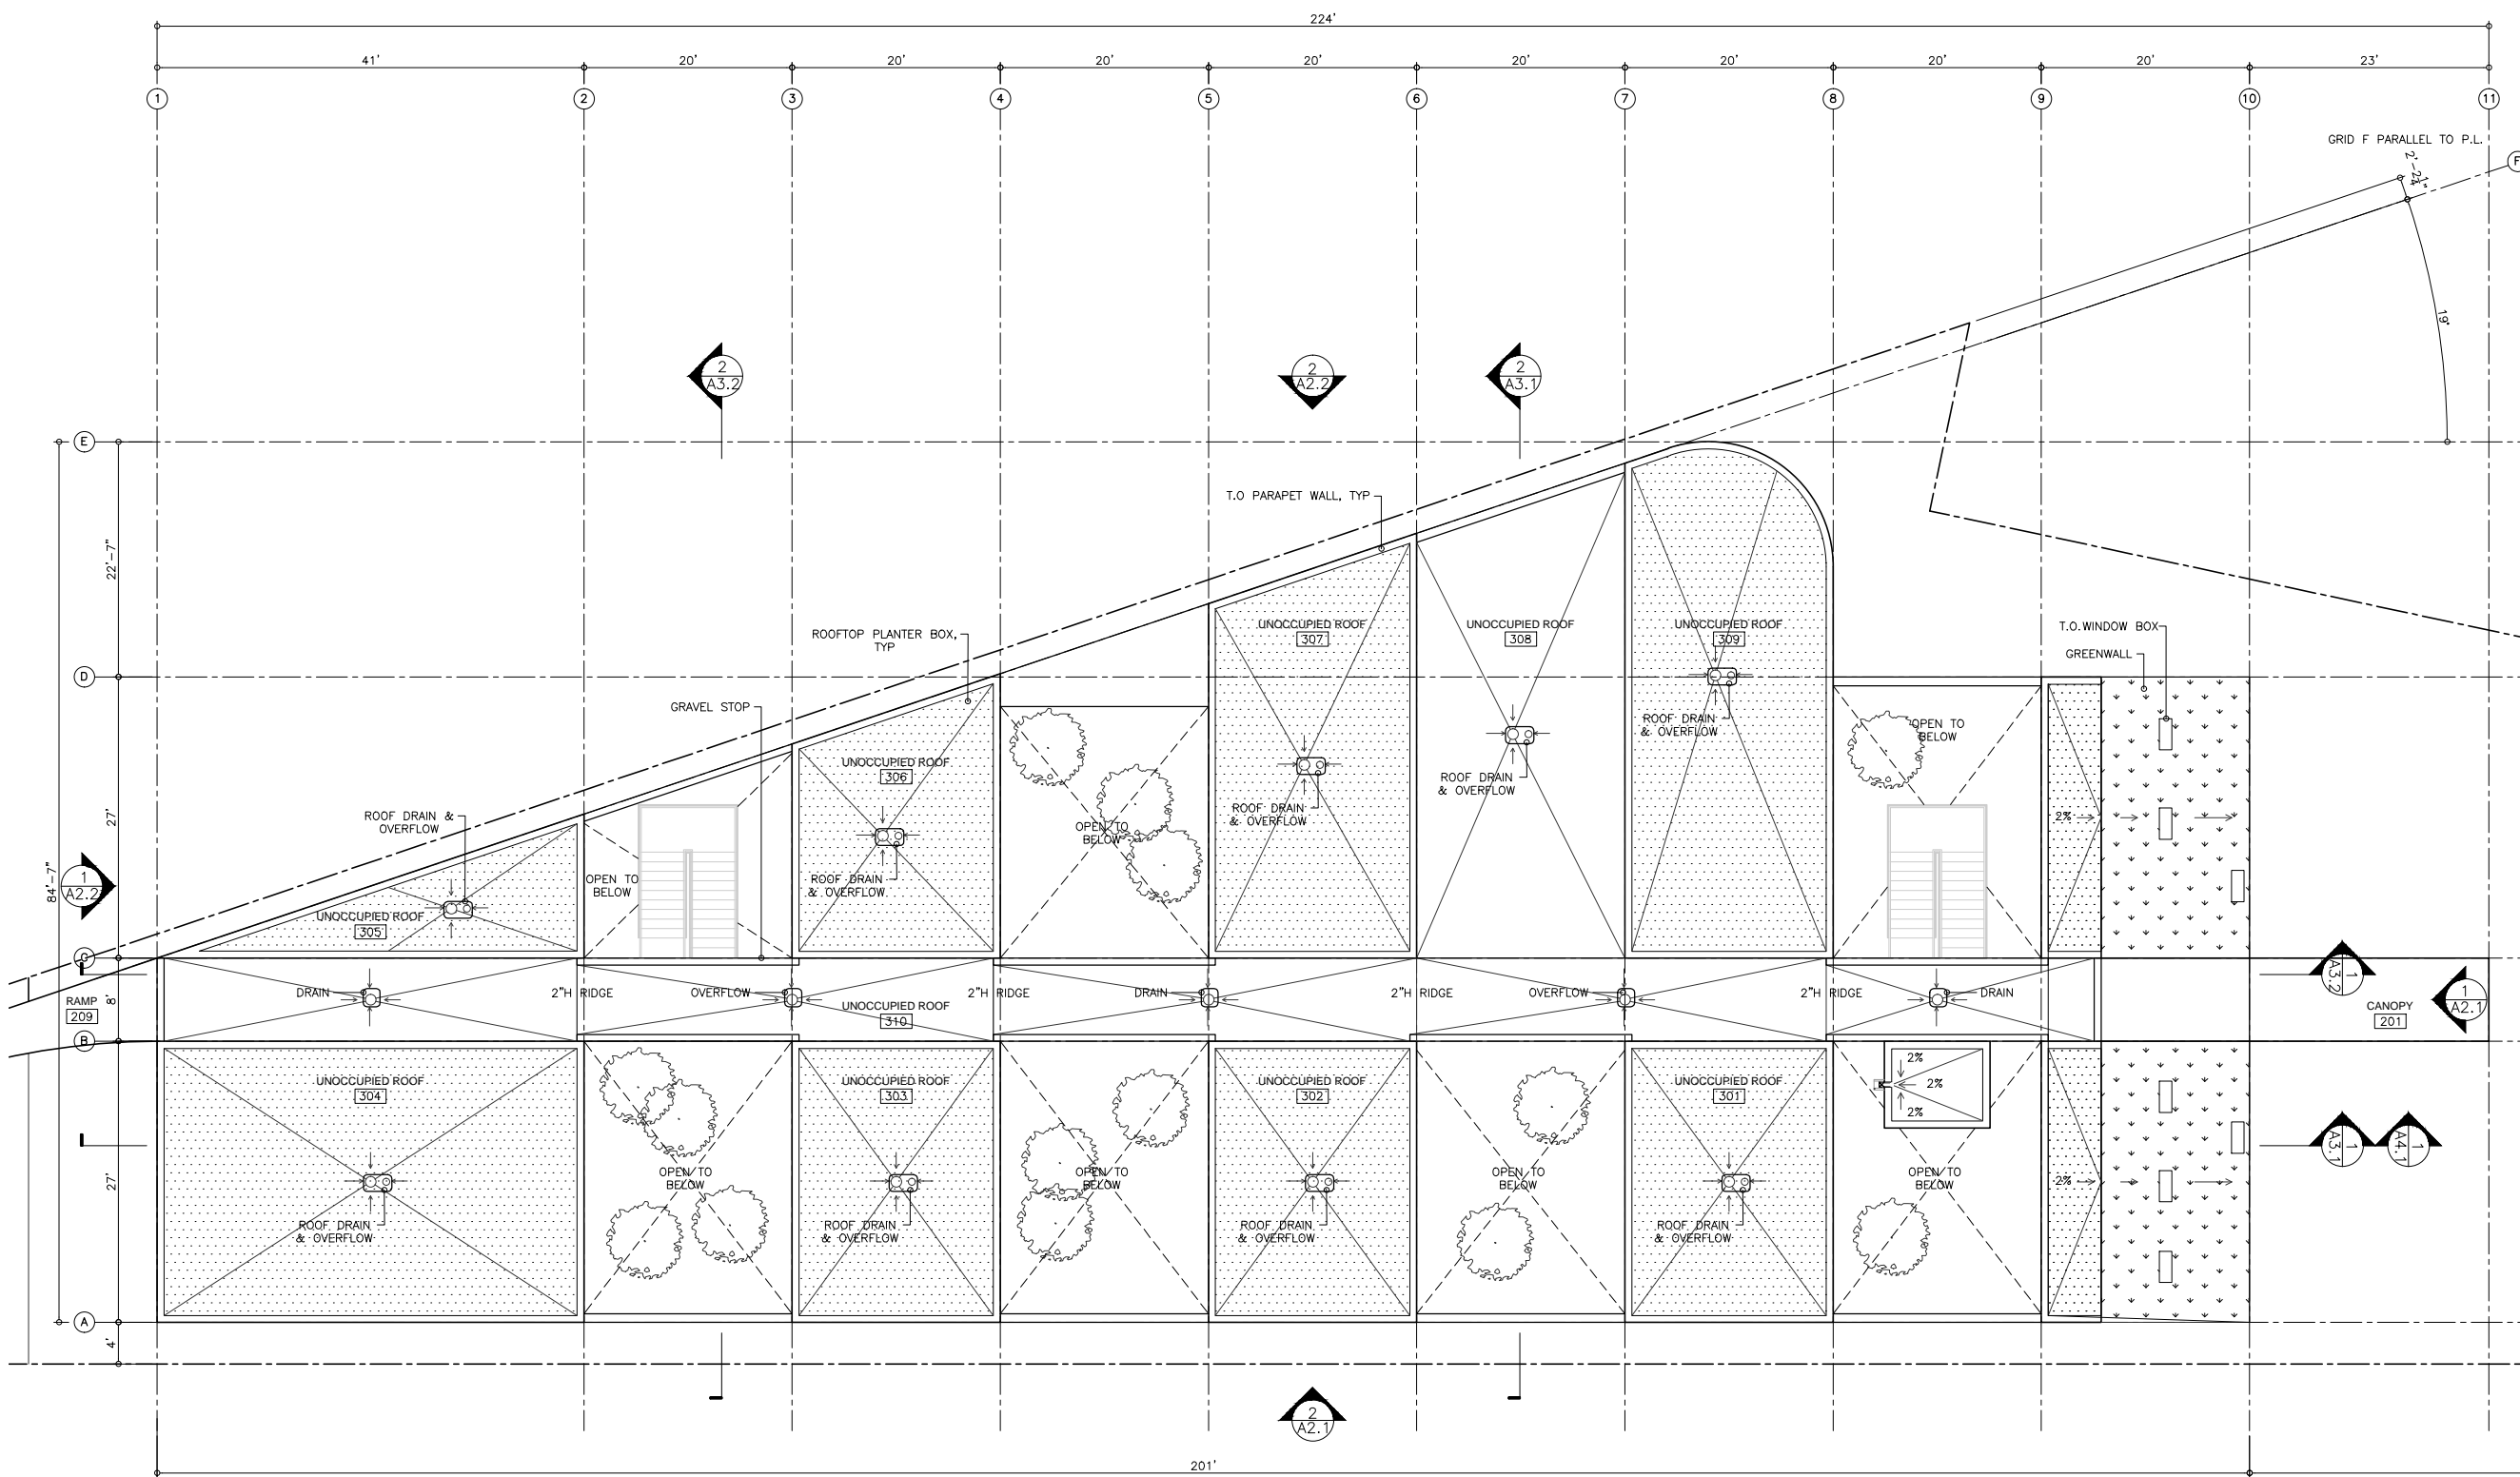 224'
41'
20'
20'
20'
20'
20'
20'
20'
20'
23'
1
2
3
4
5
6
7
8
9
10
11
GRID F PARALLEL TO P.L.
2'-2¼"
F
19°
2
A3.2
2
A2.2
2
A3.1
E
T.O PARAPET WALL, TYP
22'-7"
UNOCCUPIED ROOF
307
UNOCCUPIED ROOF
308
UNOCCUPIED ROOF
309
T.O.WINDOW BOX
GREENWALL
ROOFTOP PLANTER BOX,
TYP
D
GRAVEL STOP
ROOF DRAIN
& OVERFLOW
OPEN TO
BELOW
UNOCCUPIED ROOF
306
ROOF DRAIN
& OVERFLOW
27'
ROOF DRAIN &
OVERFLOW
OPEN TO
BELOW
ROOF DRAIN
& OVERFLOW
2%
84'-7"
1
A2.2
OPEN TO
BELOW
ROOF DRAIN
& OVERFLOW
UNOCCUPIED ROOF
305
C
1
A3.2
RAMP
209
8'
DRAIN
2"H RIDGE
OVERFLOW
UNOCCUPIED ROOF
310
2"H RIDGE
DRAIN
2"H RIDGE
OVERFLOW
2"H RIDGE
DRAIN
CANOPY
201
1
A2.1
B
UNOCCUPIED ROOF
304
UNOCCUPIED ROOF
303
UNOCCUPIED ROOF
302
UNOCCUPIED ROOF
301
2%
2%
2%
1
A3.1
1
A4.1
27'
OPEN TO
BELOW
OPEN TO
BELOW
OPEN TO
BELOW
OPEN TO
BELOW
2%
ROOF DRAIN
& OVERFLOW
ROOF DRAIN
& OVERFLOW
ROOF DRAIN
& OVERFLOW
ROOF DRAIN
& OVERFLOW
A
4'
2
A2.1
201'